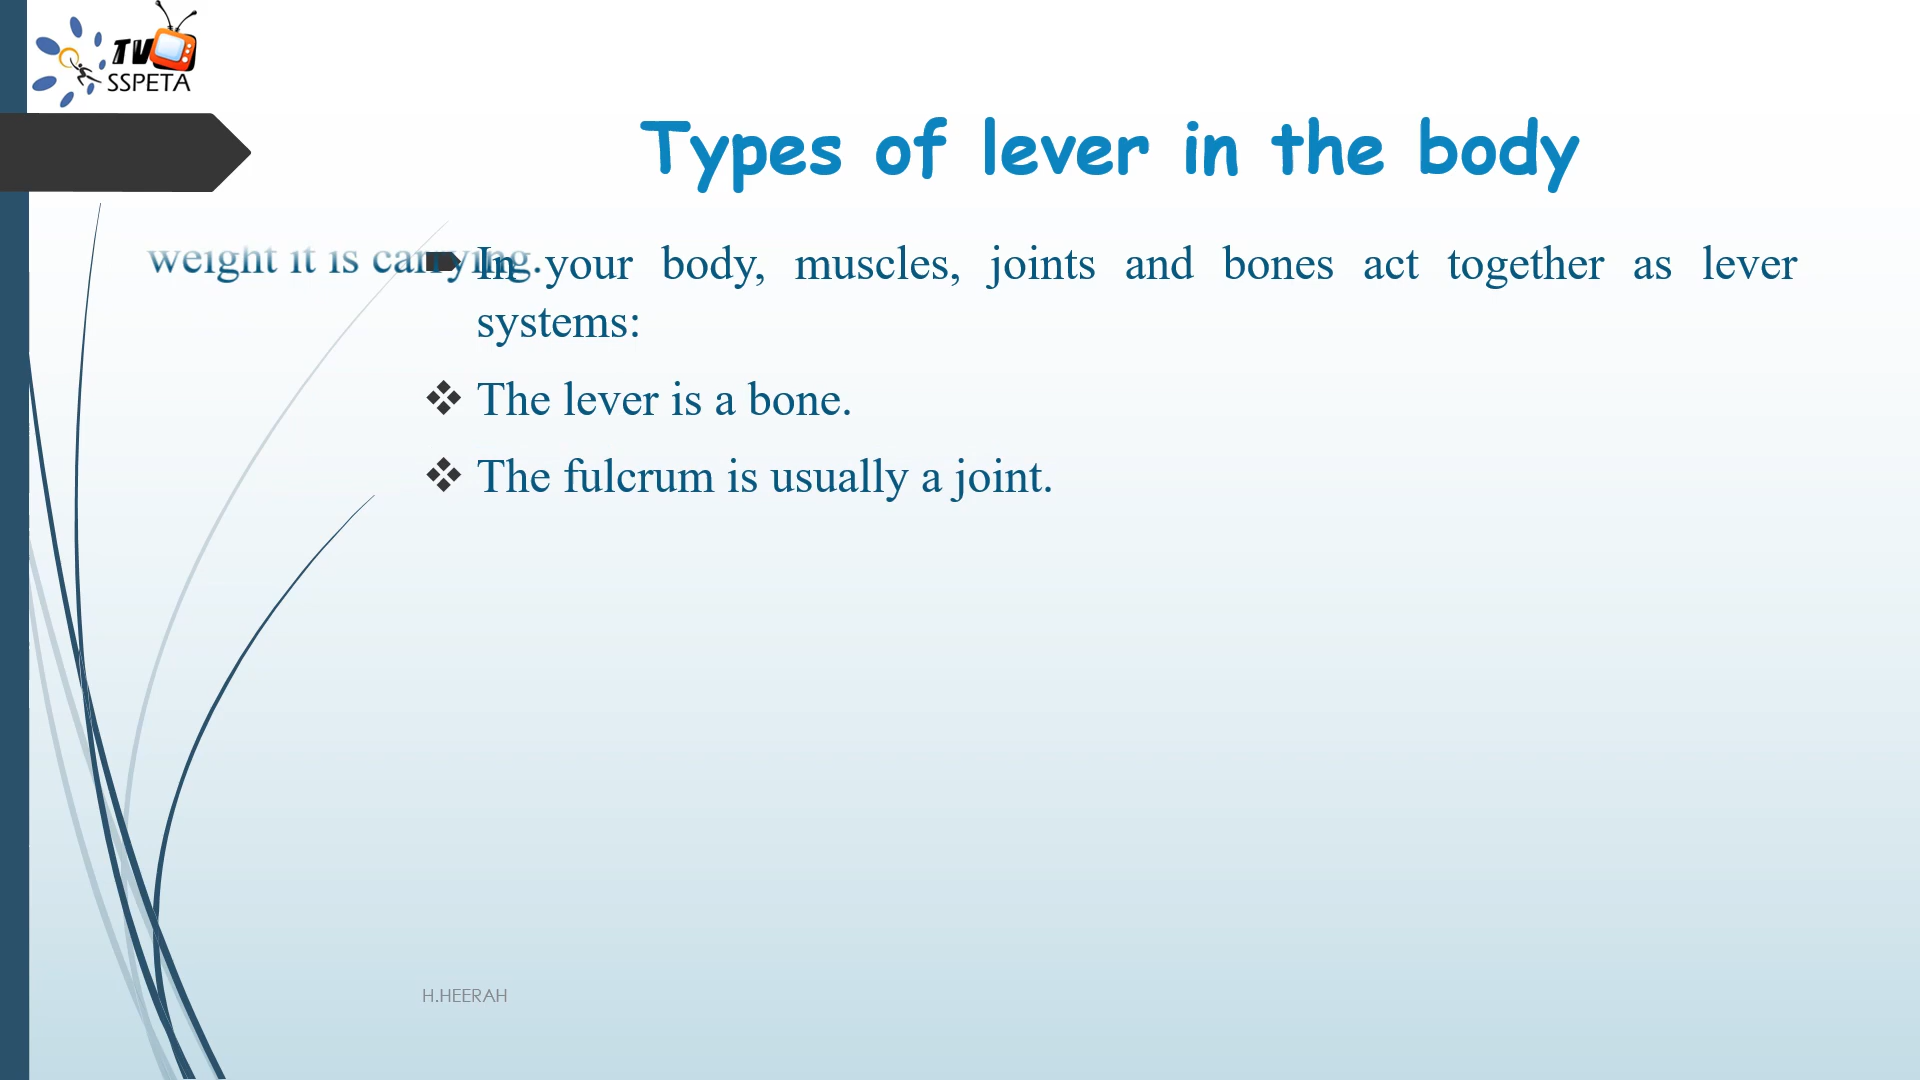 TV
SSPETA
Types of lever in the body
weight it is carrying.
In your body, muscles, joints and bones act together as lever
systems:
The lever is a bone.
The fulcrum is usually a joint.
H.HEERAH